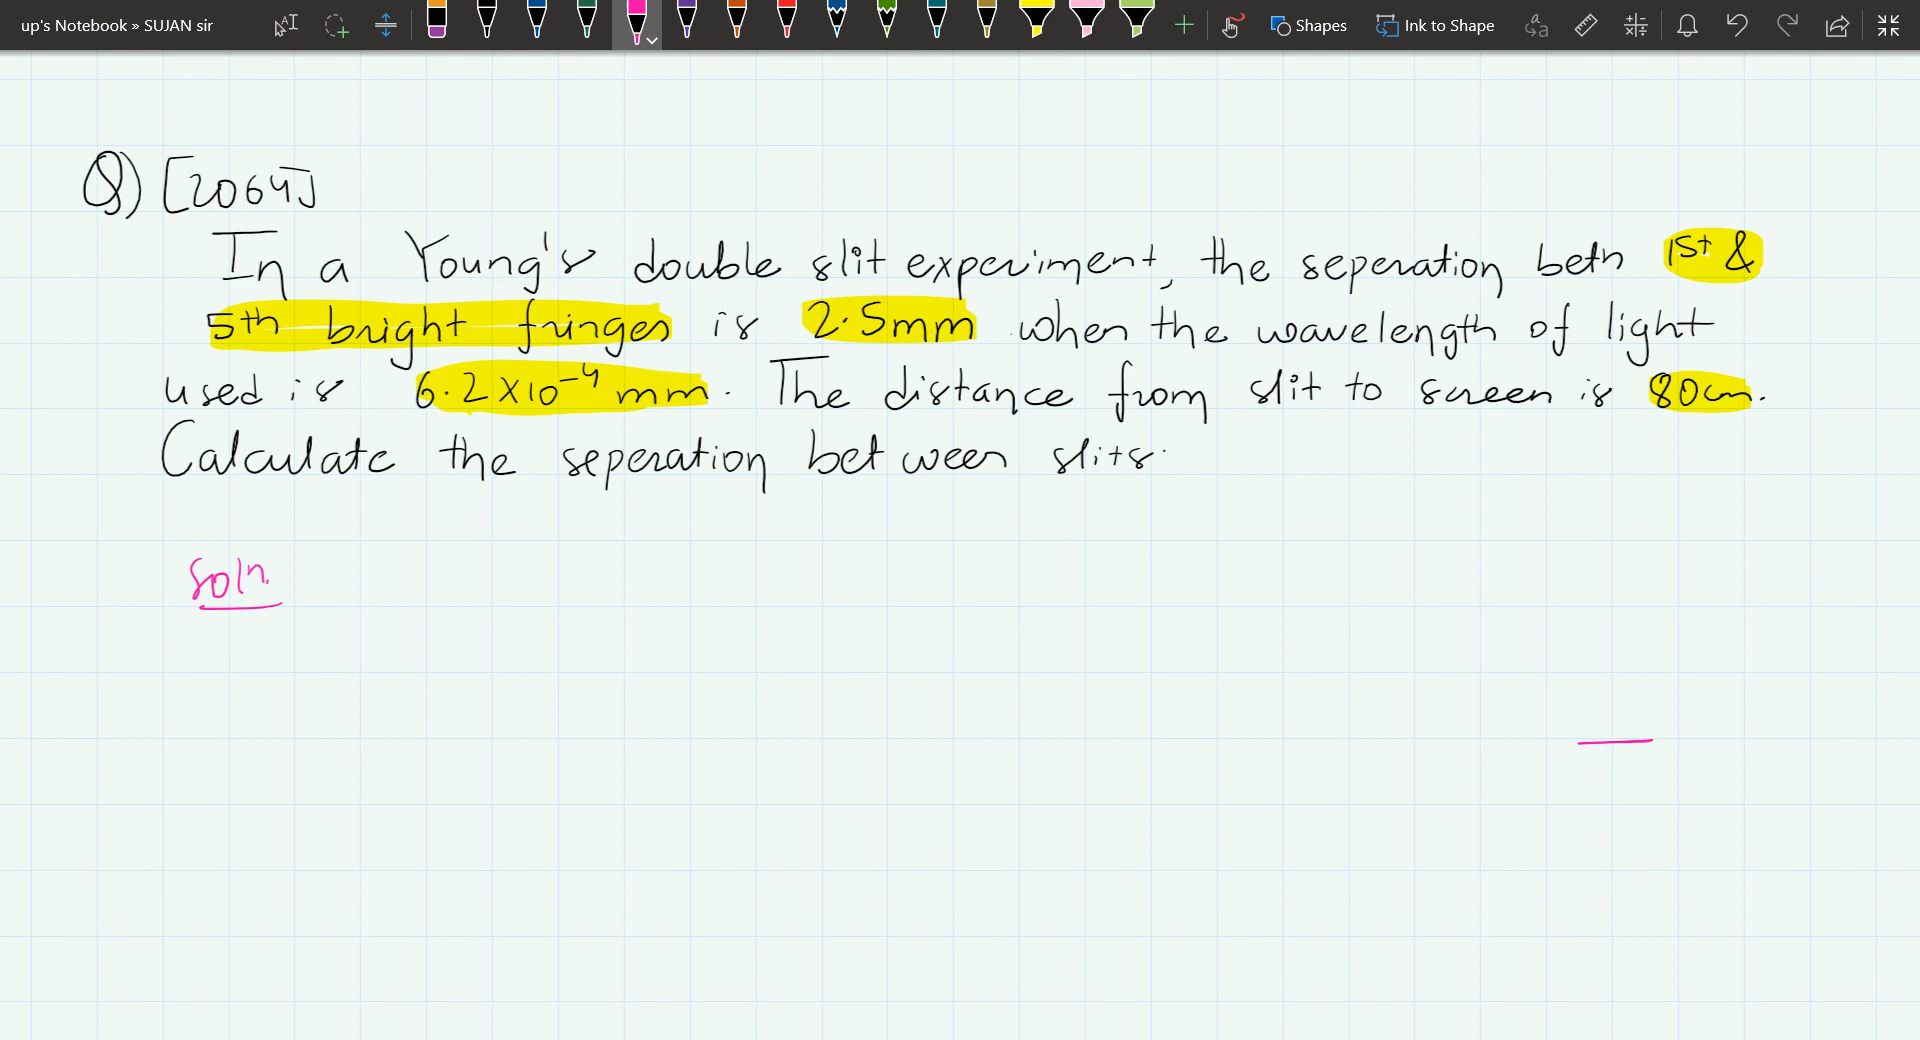 up's Notebook » SUJAN sir
Shapes
Ink to Shape
Q) [2064]
In a Young's double slit experiment, the seperation betn 1st &
5th bright fringes is 2.5mm when the wavelength of light
used is 6.2×10⁻⁴ mm. The distance from slit to screen is 80cm.
Calculate the seperation between slits.
Soln.